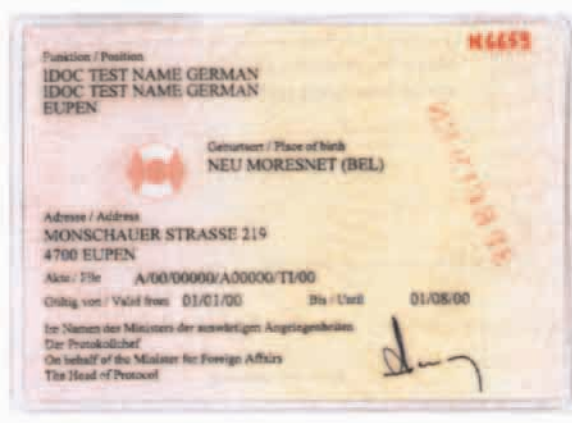 N6659
Funktion / Position
IDOC TEST NAME GERMAN
IDOC TEST NAME GERMAN
EUPEN
Geburtsort / Place of birth
NEU MORESNET (BEL)
Adresse / Address
MONSCHAUER STRASSE 219
4700 EUPEN
Akte / File A/00/00000/A00000/TI/00
Gültig von / Valid from 01/01/00 Bis / Until 01/08/00
Im Namen des Ministers der auswärtigen Angelegenheiten
Der Protokollchef
On behalf of the Minister for Foreign Affairs
The Head of Protocol